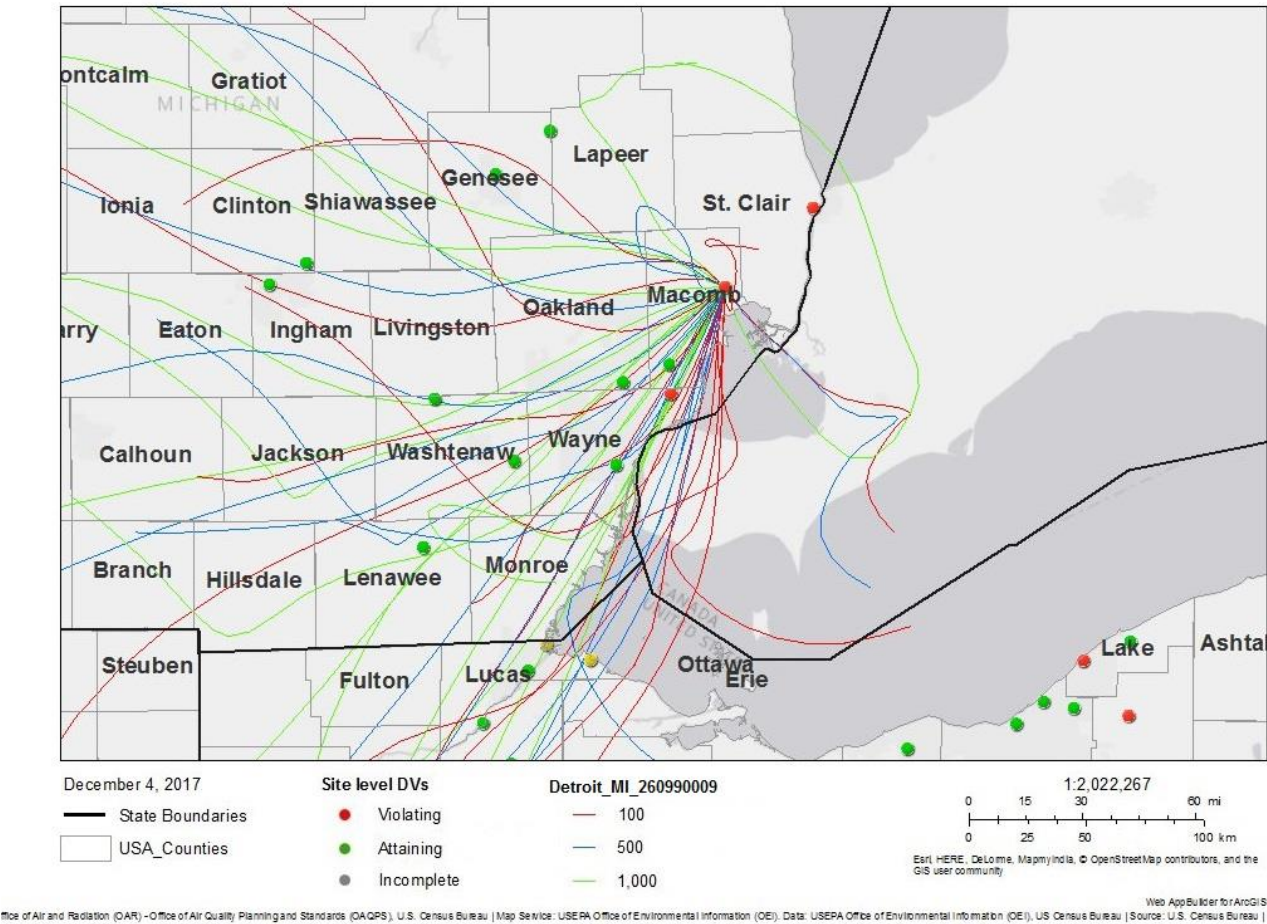 ontcalm
Gratiot
MICHIGAN
Lapeer
Genesee
Ionia
Clinton
Shiawassee
St. Clair
Macomb
Oakland
arry
Eaton
Ingham
Livingston
Calhoun
Jackson
Washtenaw
Wayne
Branch
Hillsdale
Lenawee
Monroe
CANADA
UNITED
Steuben
Fulton
Lucas
Ottawa
Erie
Lake
Ashta
December 4, 2017
State Boundaries
USA_Counties
Site level DVs
Violating
Attaining
Incomplete
Detroit_MI_260990009
100
500
1,000
1:2,022,267
0 15 30 60 mi
0 25 50 100 km
Esri, HERE, DeLorme, MapmyIndia, © OpenStreetMap contributors, and the
GIS user community
Web AppBuilder for ArcGIS
ffice of Air and Radiation (OAR) - Office of Air Quality Planning and Standards (OAQPS), U.S. Census Bureau | Map Service: USEPA Office of Environmental Information (OEI). Data: USEPA Office of Environmental Information (OEI), US Census Bureau | Source: U.S. Census Bureau |